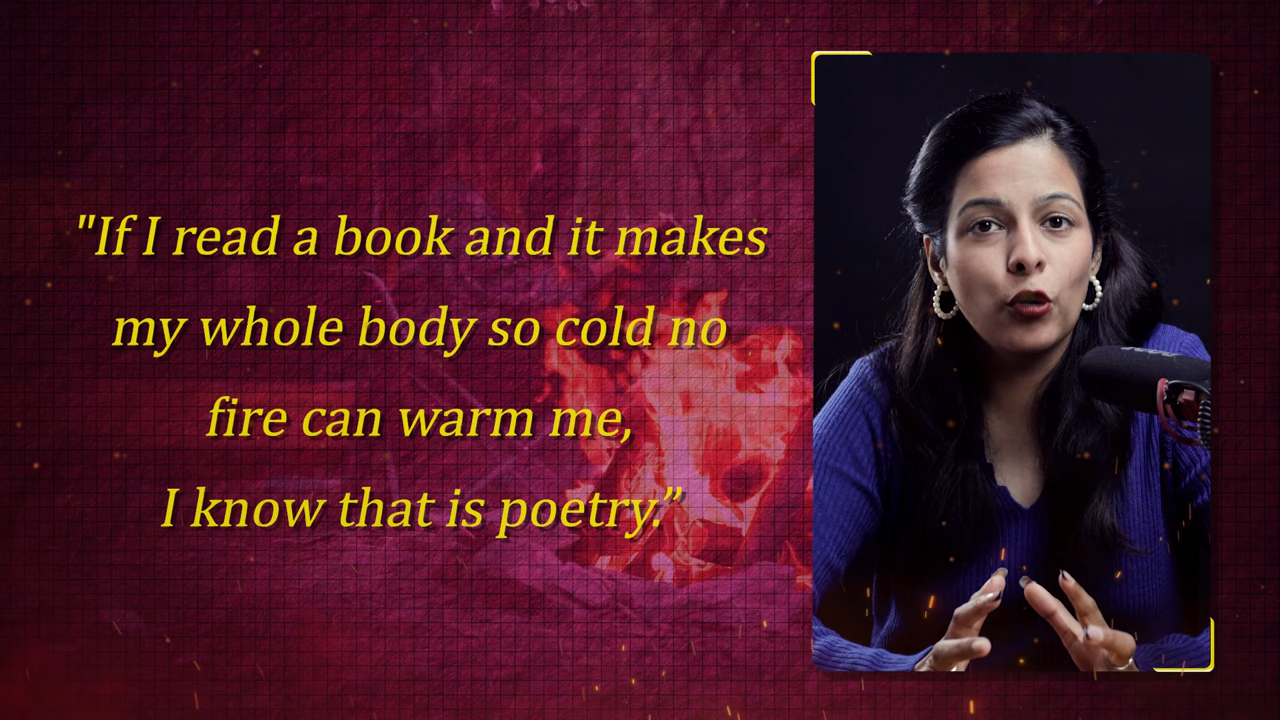 "If I read a book and it makes
my whole body so cold no
fire can warm me,
I know that is poetry.”